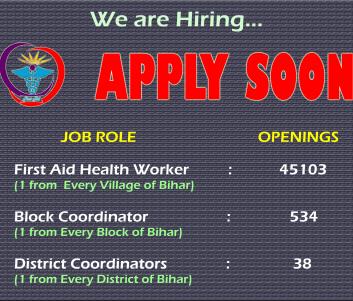 We are Hiring...
APPLY SOON
JOB ROLE OPENINGS
First Aid Health Worker : 45103
(1 from Every Village of Bihar)
Block Coordinator : 534
(1 from Every Block of Bihar)
District Coordinators : 38
(1 from Every District of Bihar)